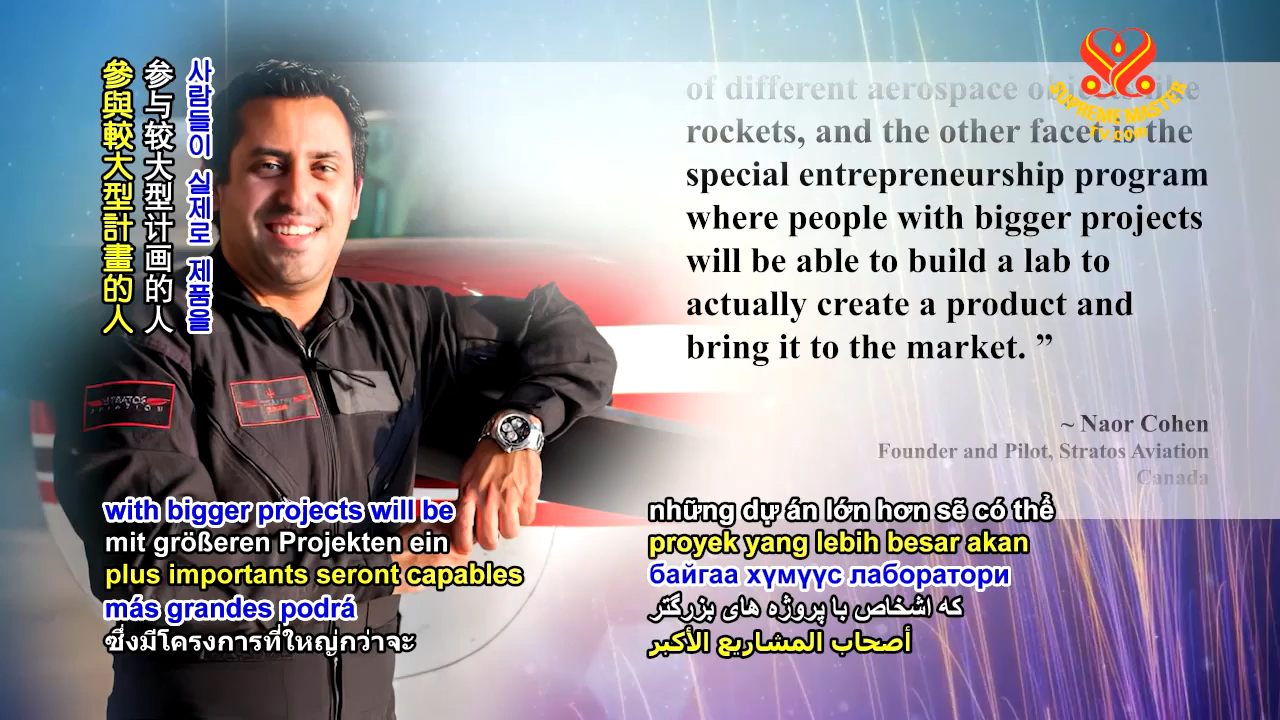 사람들이 실제로 제품을
参与较大型计画的人
參與較大型計畫的人
SUPREME MASTER
TV.com
of different aerospace objects like
rockets, and the other facet is the
special entrepreneurship program
where people with bigger projects
will be able to build a lab to
actually create a product and
bring it to the market. ”
~ Naor Cohen
Founder and Pilot, Stratos Aviation
Canada
STRATOS
AVIATION
with bigger projects will be
mit größeren Projekten ein
plus importants seront capables
más grandes podrá
ซึ่งมีโครงการที่ใหญ่กว่าจะ
những dự án lớn hơn sẽ có thể
proyek yang lebih besar akan
байгаа хүмүүс лаборатори
که اشخاص با پروژه های بزرگتر
أصحاب المشاريع الأكبر